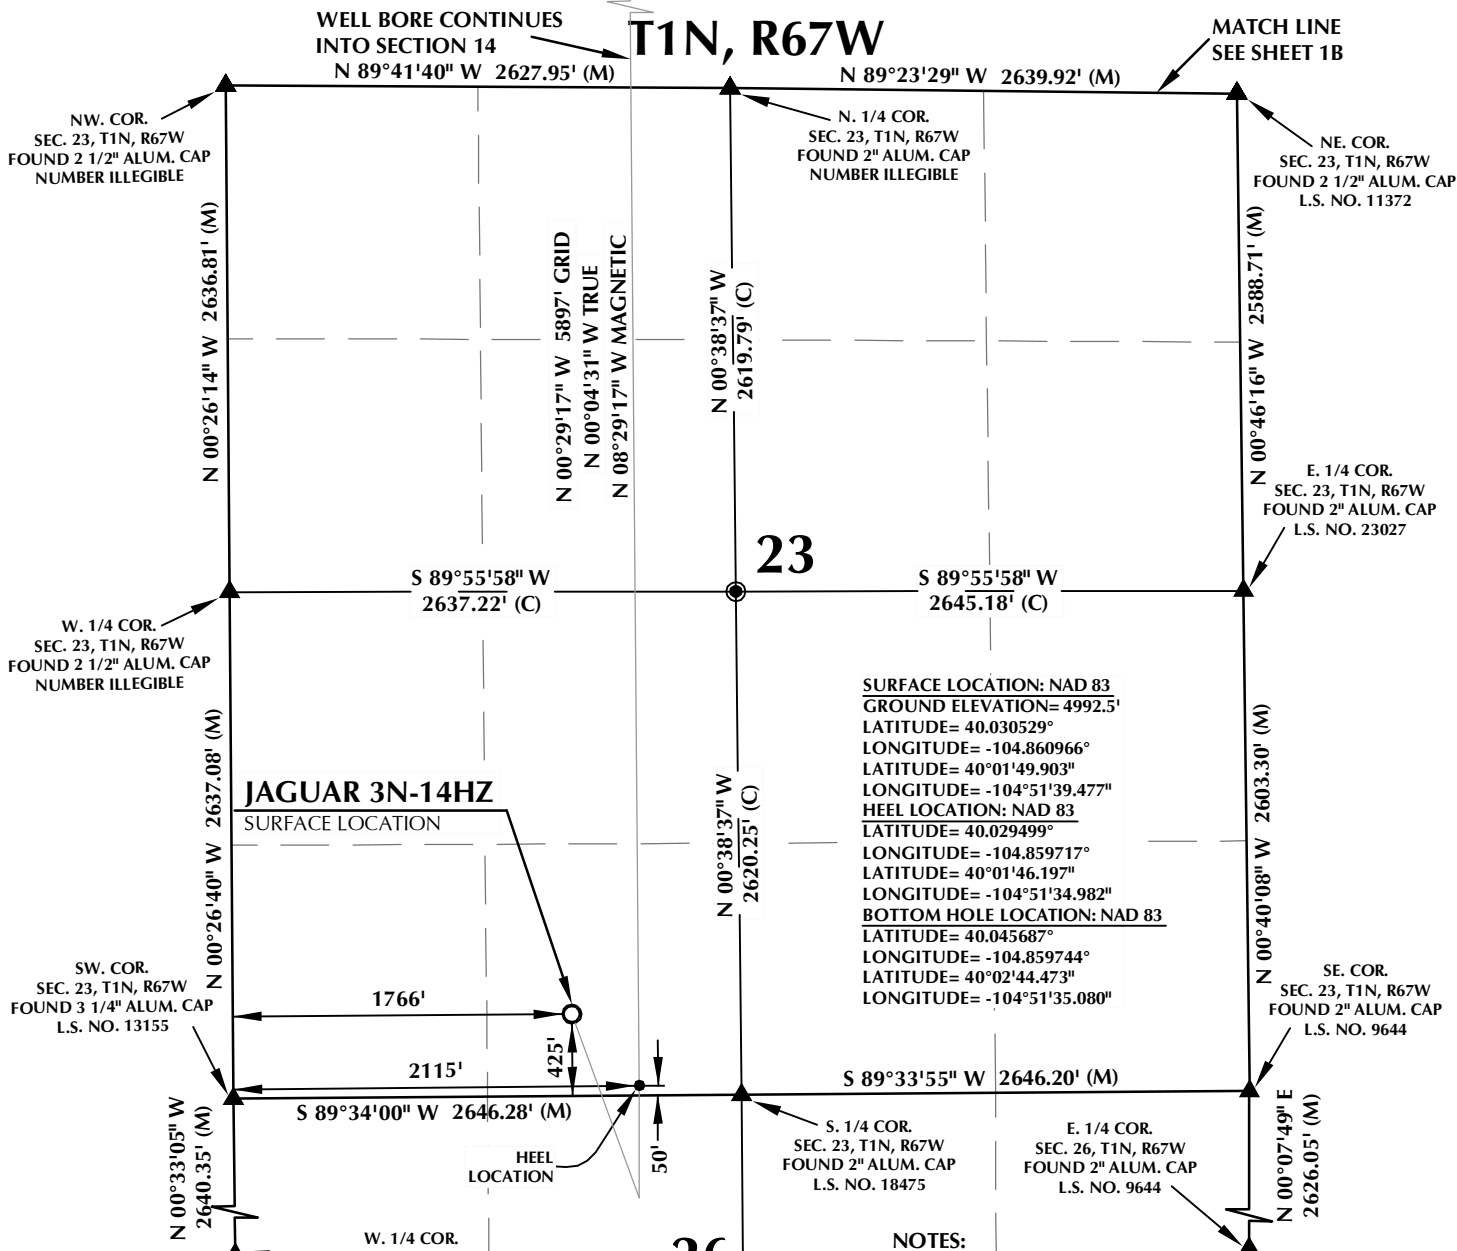 WELL BORE CONTINUES
INTO SECTION 14
T1N, R67W
MATCH LINE
SEE SHEET 1B
N 89°41'40" W 2627.95' (M)
N 89°23'29" W 2639.92' (M)
NW. COR.
SEC. 23, T1N, R67W
FOUND 2 1/2" ALUM. CAP
NUMBER ILLEGIBLE
N. 1/4 COR.
SEC. 23, T1N, R67W
FOUND 2" ALUM. CAP
NUMBER ILLEGIBLE
NE. COR.
SEC. 23, T1N, R67W
FOUND 2 1/2" ALUM. CAP
L.S. NO. 11372
N 00°26'14" W 2636.81' (M)
N 00°29'17" W 5897' GRID
N 00°04'31" W TRUE
N 08°29'17" W MAGNETIC
N 00°38'37" W
2619.79' (C)
N 00°46'16" W 2588.71' (M)
E. 1/4 COR.
SEC. 23, T1N, R67W
FOUND 2" ALUM. CAP
L.S. NO. 23027
23
S 89°55'58" W
2637.22' (C)
S 89°55'58" W
2645.18' (C)
W. 1/4 COR.
SEC. 23, T1N, R67W
FOUND 2 1/2" ALUM. CAP
NUMBER ILLEGIBLE
SURFACE LOCATION: NAD 83
GROUND ELEVATION= 4992.5'
LATITUDE= 40.030529°
LONGITUDE= -104.860966°
LATITUDE= 40°01'49.903"
LONGITUDE= -104°51'39.477"
HEEL LOCATION: NAD 83
LATITUDE= 40.029499°
LONGITUDE= -104.859717°
LATITUDE= 40°01'46.197"
LONGITUDE= -104°51'34.982"
BOTTOM HOLE LOCATION: NAD 83
LATITUDE= 40.045687°
LONGITUDE= -104.859744°
LATITUDE= 40°02'44.473"
LONGITUDE= -104°51'35.080"
N 00°26'40" W 2637.08' (M)
JAGUAR 3N-14HZ
SURFACE LOCATION
N 00°38'37" W
2620.25' (C)
N 00°40'08" W 2603.30' (M)
SW. COR.
SEC. 23, T1N, R67W
FOUND 3 1/4" ALUM. CAP
L.S. NO. 13155
1766'
425'
2115'
SE. COR.
SEC. 23, T1N, R67W
FOUND 2" ALUM. CAP
L.S. NO. 9644
S 89°34'00" W 2646.28' (M)
S 89°33'55" W 2646.20' (M)
HEEL
LOCATION
50'
S. 1/4 COR.
SEC. 23, T1N, R67W
FOUND 2" ALUM. CAP
L.S. NO. 18475
E. 1/4 COR.
SEC. 26, T1N, R67W
FOUND 2" ALUM. CAP
L.S. NO. 9644
N 00°33'05" W
2640.35' (M)
N 00°07'49" E
2626.05' (M)
W. 1/4 COR.
26
NOTES: